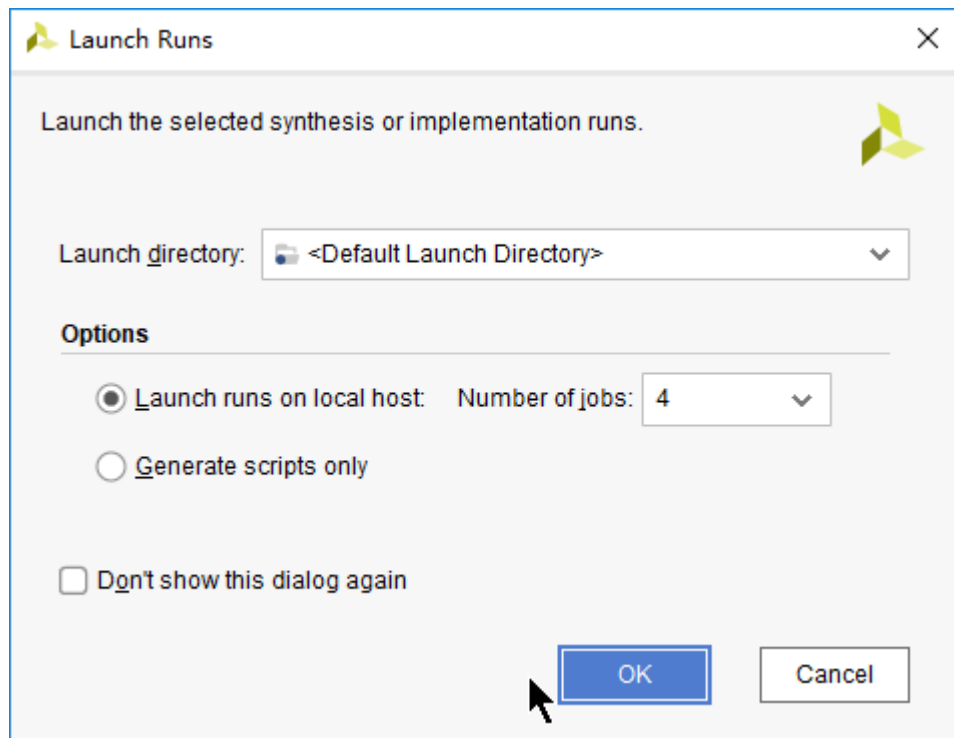 Launch Runs
Launch the selected synthesis or implementation runs.
Launch directory: <Default Launch Directory>
Options
Launch runs on local host: Number of jobs: 4
Generate scripts only
Don't show this dialog again
OK Cancel